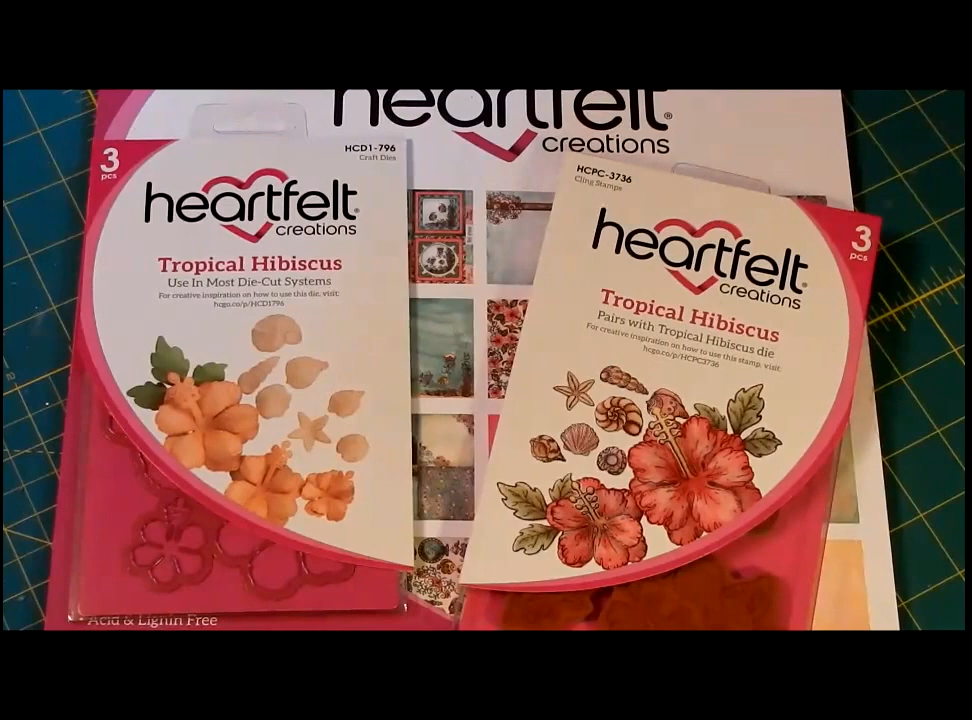 heartfelt®
creations
3
pcs
HCD1-796
Craft Dies
heartfelt®
creations
Tropical Hibiscus
Use In Most Die-Cut Systems
For creative inspiration on how to use this die, visit:
hcgo.co/p/HCD1796
HCPC-3736
Cling Stamps
3
pcs
heartfelt®
creations
Tropical Hibiscus
Pairs with Tropical Hibiscus die
For creative inspiration on how to use this stamp, visit:
hcgo.co/p/HCPC3736
Acid & Lignin Free